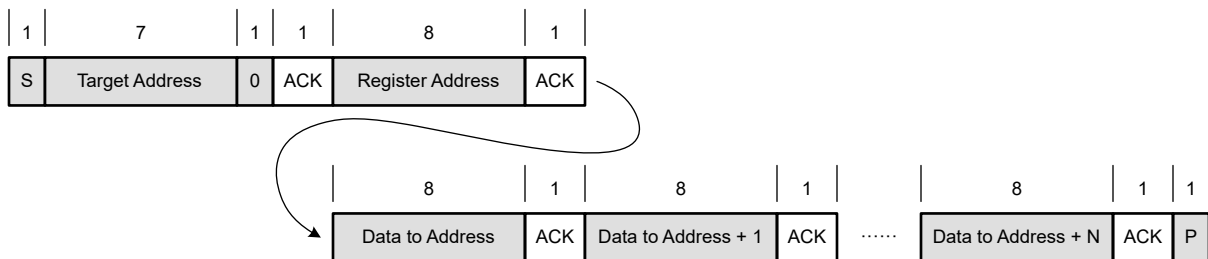 1 7 1 1 8 1
S Target Address 0 ACK Register Address ACK
8 1 8 1 8 1 1
Data to Address ACK Data to Address + 1 ACK ...... Data to Address + N ACK P